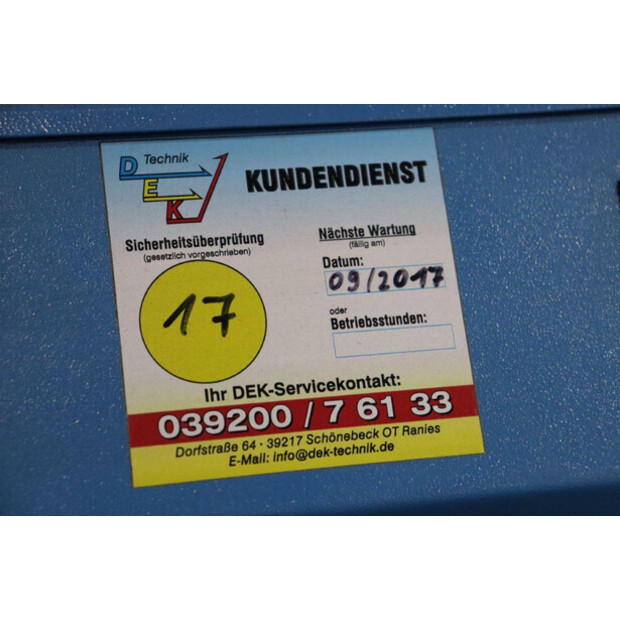 Technik
DEK
KUNDENDIENST
Sicherheitsüberprüfung
(gesetzlich vorgeschrieben)
17
Nächste Wartung
(fällig am)
Datum:
09/2017
oder
Betriebsstunden:
Ihr DEK-Servicekontakt:
039200 / 7 61 33
Dorfstraße 64 · 39217 Schönebeck OT Ranies
E-Mail: info@dek-technik.de